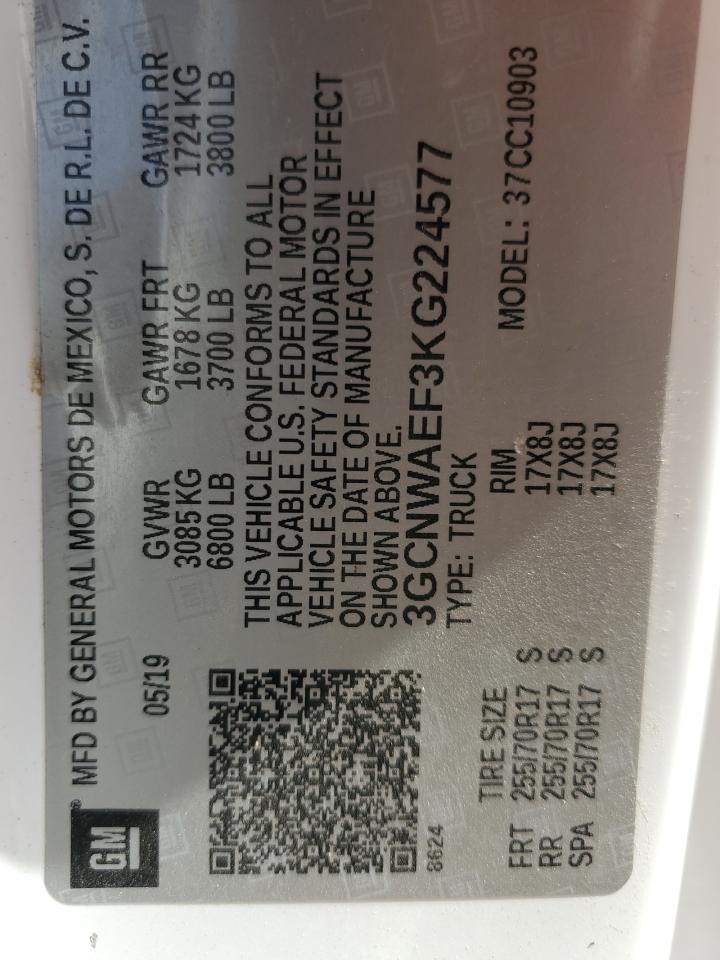 GM®
MFD BY GENERAL MOTORS DE MEXICO, S. DE R.L. DE C.V.
05/19 GVWR GAWR FRT GAWR RR
3085 KG 1678 KG 1724 KG
6800 LB 3700 LB 3800 LB
THIS VEHICLE CONFORMS TO ALL
APPLICABLE U.S. FEDERAL MOTOR
VEHICLE SAFETY STANDARDS IN EFFECT
ON THE DATE OF MANUFACTURE
SHOWN ABOVE.
3GCNWAEF3KG224577
8624 TYPE: TRUCK
TIRE SIZE RIM MODEL: 37CC10903
FRT 255/70R17 S 17X8J
RR 255/70R17 S 17X8J
SPA 255/70R17 S 17X8J